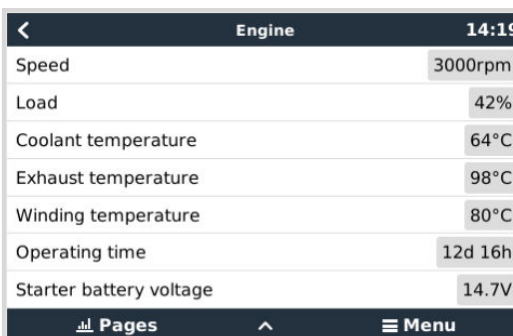 Engine 14:19
Speed 3000rpm
Load 42%
Coolant temperature 64°C
Exhaust temperature 98°C
Winding temperature 80°C
Operating time 12d 16h
Starter battery voltage 14.7V
Pages Menu